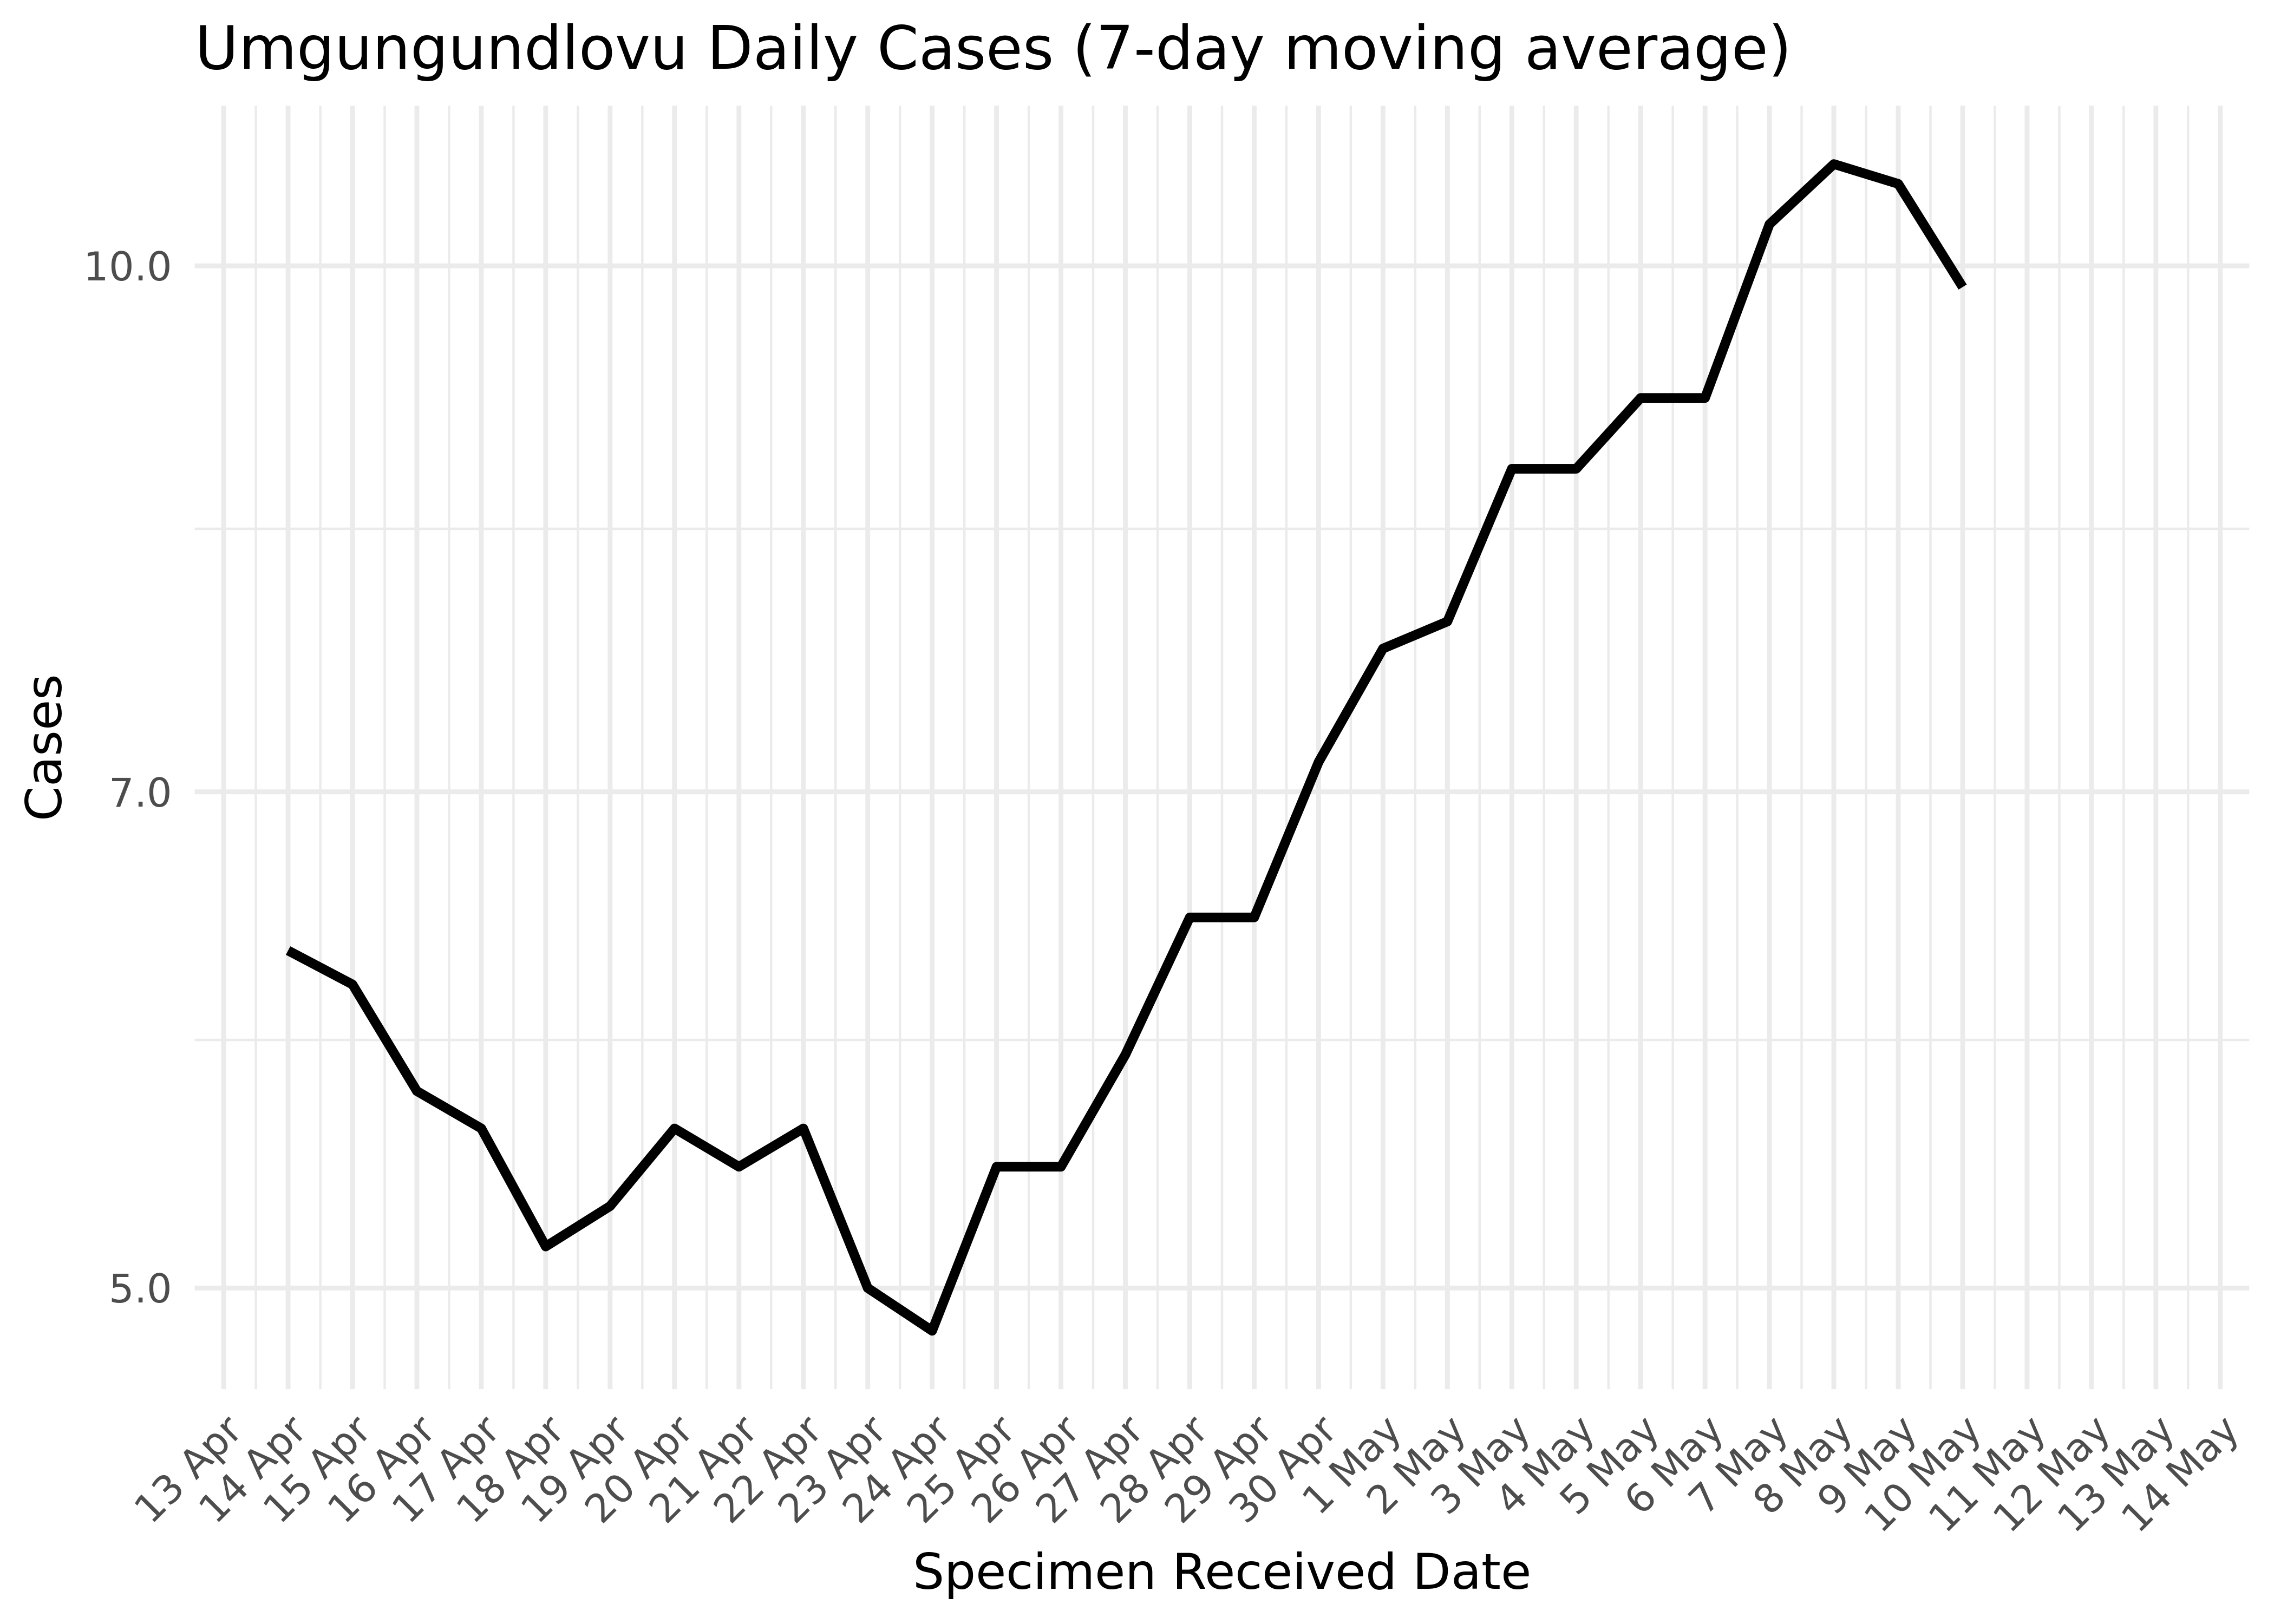 Umgungundlovu Daily Cases (7-day moving average)
10.0
7.0
5.0
Cases
13 Apr
14 Apr
15 Apr
16 Apr
17 Apr
18 Apr
19 Apr
20 Apr
21 Apr
22 Apr
23 Apr
24 Apr
25 Apr
26 Apr
27 Apr
28 Apr
29 Apr
30 Apr
1 May
2 May
3 May
4 May
5 May
6 May
7 May
8 May
9 May
10 May
11 May
12 May
13 May
14 May
Specimen Received Date